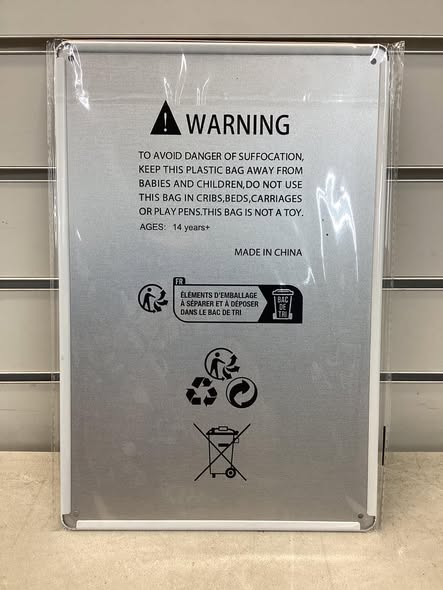 WARNING
TO AVOID DANGER OF SUFFOCATION,
KEEP THIS PLASTIC BAG AWAY FROM
BABIES AND CHILDREN,DO NOT USE
THIS BAG IN CRIBS,BEDS,CARRIAGES
OR PLAY PENS.THIS BAG IS NOT A TOY.
AGES: 14 years+
MADE IN CHINA
FR
ÉLÉMENTS D'EMBALLAGE
À SÉPARER ET À DÉPOSER
DANS LE BAC DE TRI
BAC
DE
TRI